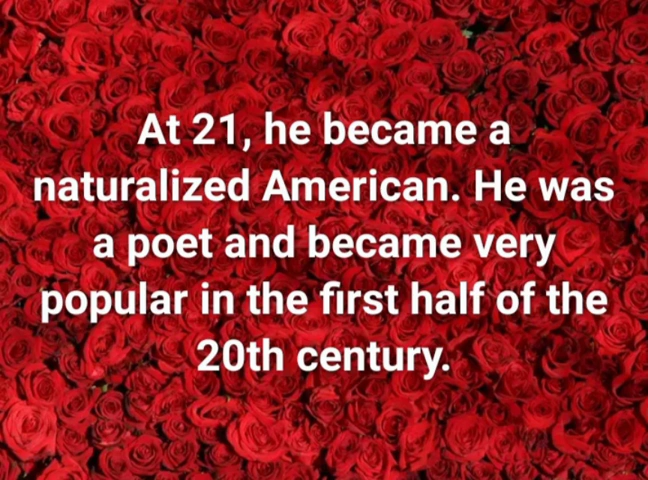 At 21, he became a
naturalized American. He was
a poet and became very
popular in the first half of the
20th century.